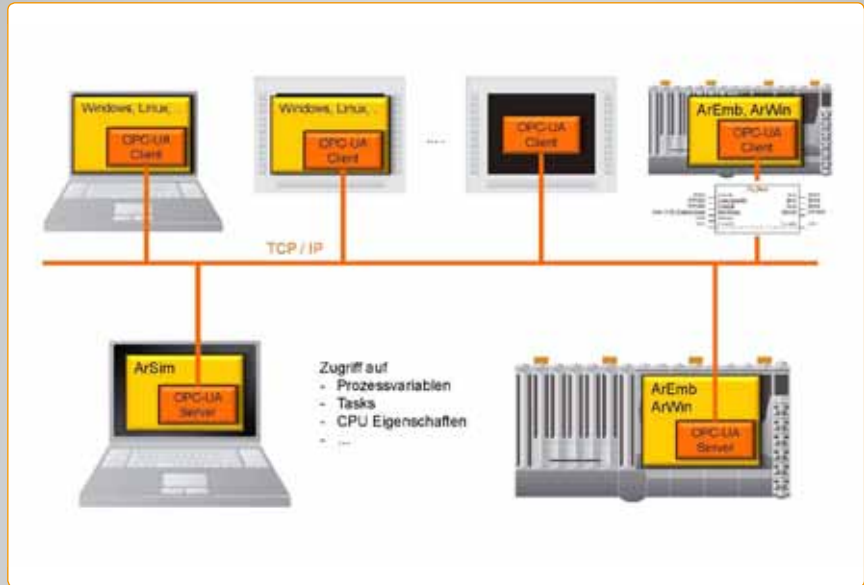 Windows, Linux,
OPC-UA
Client
Windows, Linux,
OPC-UA
Client
....
OPC-UA
Client
ArEmb, ArWin
OPC-UA
Client
TCP / IP
ArSim
OPC-UA
Server
Zugriff auf
- Prozessvariablen
- Tasks
- CPU Eigenschaften
- ...
ArEmb
ArWin
OPC-UA
Server